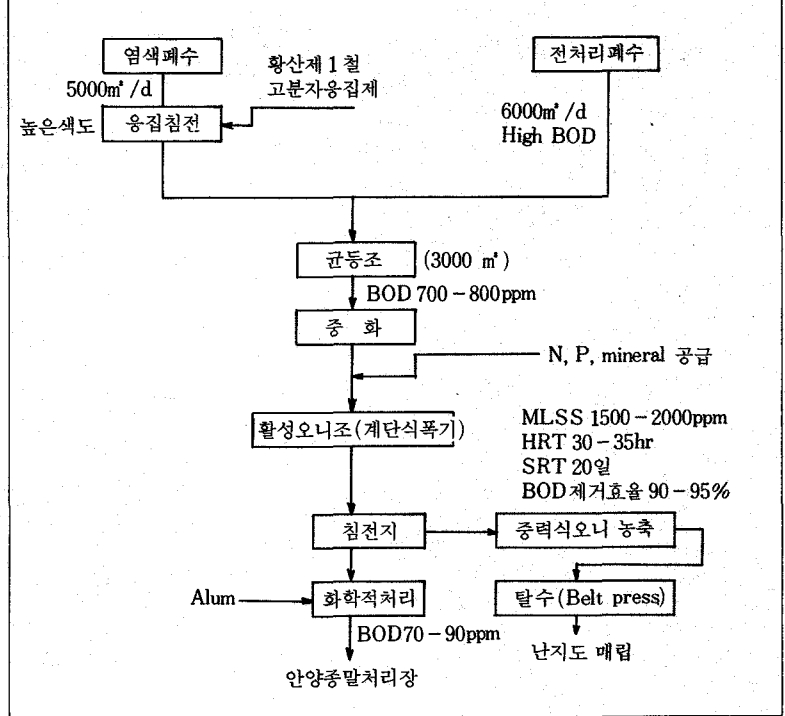 염색폐수
전처리폐수
황산제 1 철
고분자응집제
5000㎥/d
높은색도
응집침전
6000㎥/d
High BOD
균등조
(3000 ㎥)
BOD 700-800ppm
중 화
N, P, mineral 공급
활성오니조(계단식폭기)
MLSS 1500-2000ppm
HRT 30-35hr
SRT 20일
BOD제거효율 90-95%
침전지
중력식오니 농축
Alum
화학적처리
탈수(Belt press)
BOD70-90ppm
난지도 매립
안양종말처리장